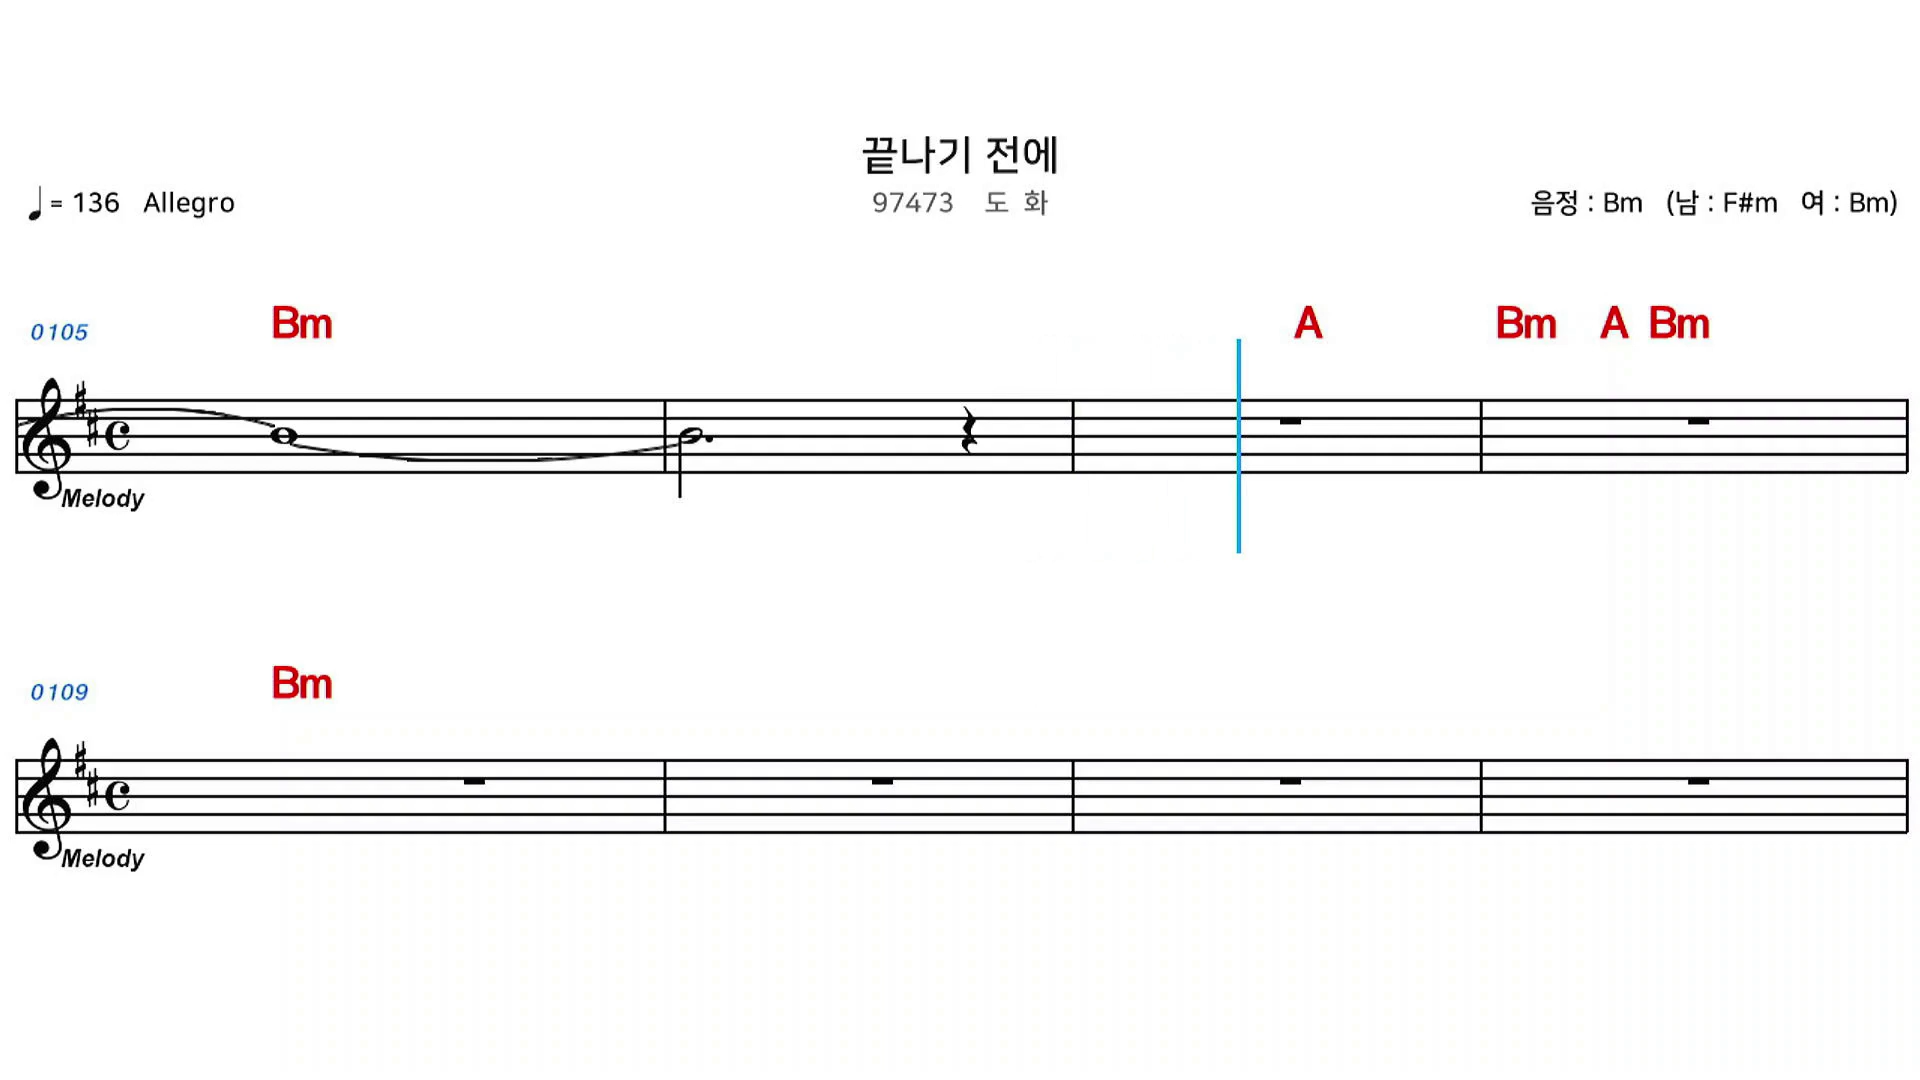 끝나기 전에
= 136 Allegro 97473 도 화 음정 : Bm (남 : F#m 여 : Bm)
0105 Bm A Bm A Bm
Melody
0109 Bm
Melody